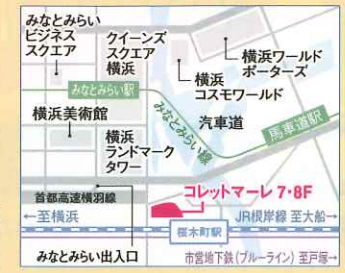 みなとみらい
ビジネス
スクエア
クイーンズ
スクエア
横浜
横浜ワールド
ポーターズ
横浜
コスモワールド
みなとみらい駅
みなとみらい線
汽車道
馬車道駅
横浜美術館
横浜
ランドマーク
タワー
首都高速横羽線
コレットマーレ 7・8F
←至横浜
JR根岸線 至大船→
桜木町駅
みなとみらい出入口
市営地下鉄(ブルーライン) 至戸塚→